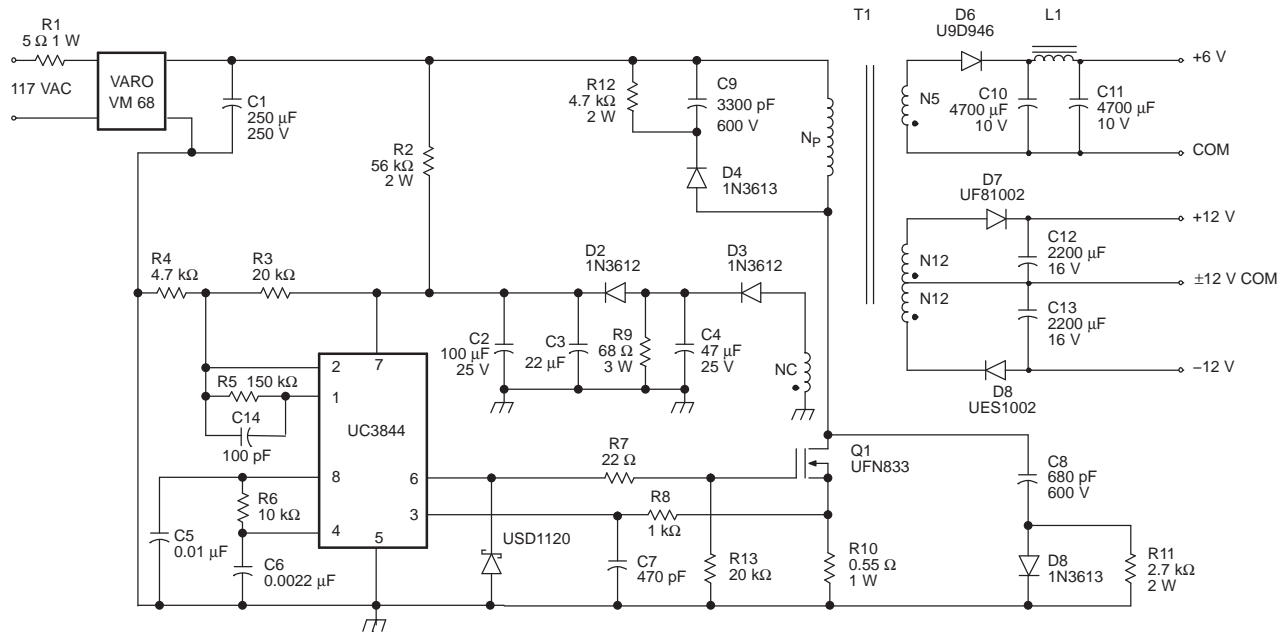 R1
5 Ω 1 W
117 VAC
VARO
VM 68
C1
250 µF
250 V
R2
56 kΩ
2 W
R12
4.7 kΩ
2 W
C9
3300 pF
600 V
D4
1N3613
NP
T1
D6
U9D946
L1
N5
C10
4700 µF
10 V
C11
4700 µF
10 V
+6 V
COM
D7
UF81002
N12
N12
C12
2200 µF
16 V
C13
2200 µF
16 V
+12 V
±12 V COM
–12 V
D8
UES1002
R4
4.7 kΩ
R3
20 kΩ
D2
1N3612
D3
1N3612
C2
100 µF
25 V
C3
22 µF
R9
68 Ω
3 W
C4
47 µF
25 V
NC
R5 150 kΩ
C14
100 pF
2
7
1
UC3844
8
6
4
3
5
R6
10 kΩ
C5
0.01 µF
C6
0.0022 µF
USD1120
R7
22 Ω
R8
1 kΩ
C7
470 pF
R13
20 kΩ
Q1
UFN833
R10
0.55 Ω
1 W
C8
680 pF
600 V
D8
1N3613
R11
2.7 kΩ
2 W